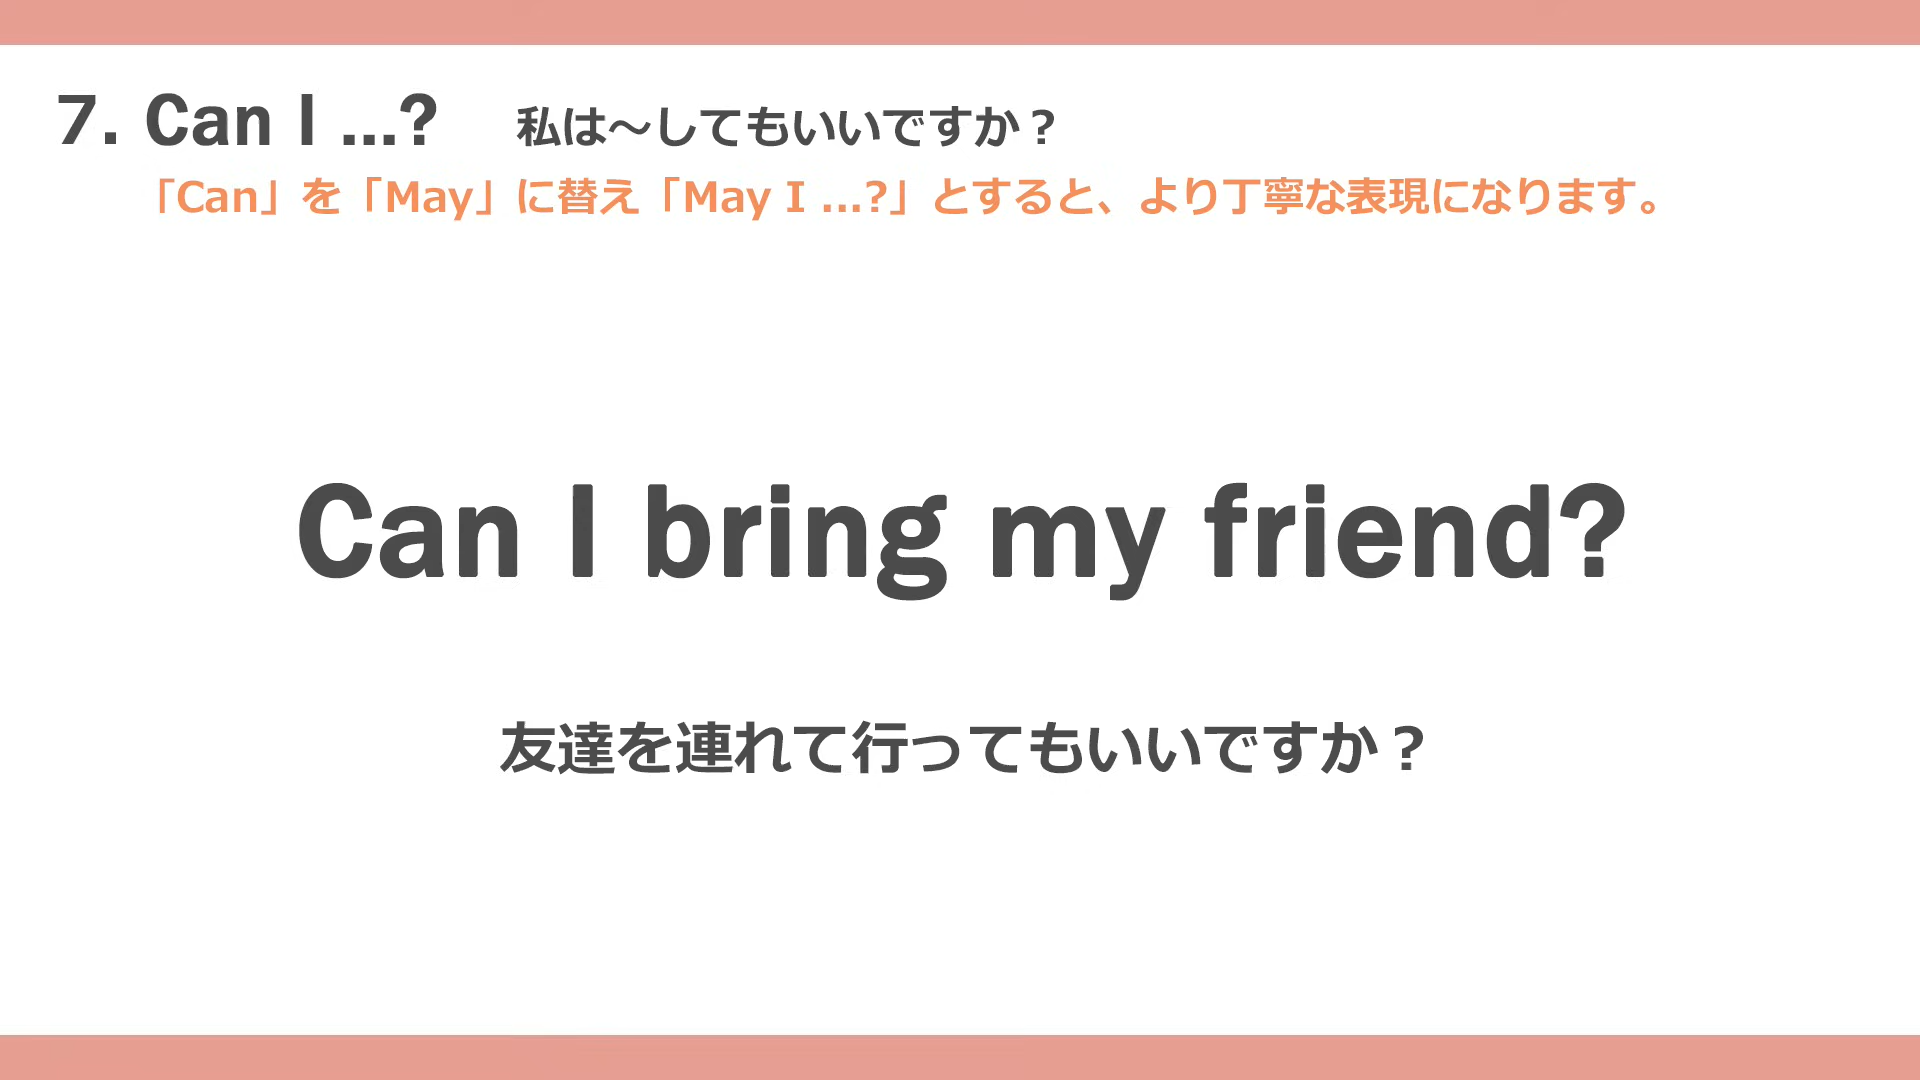 7. Can I ...? 私は～してもいいですか？
「Can」を「May」に替え「May I ...?」とすると、より丁寧な表現になります。
Can I bring my friend?
友達を連れて行ってもいいですか？